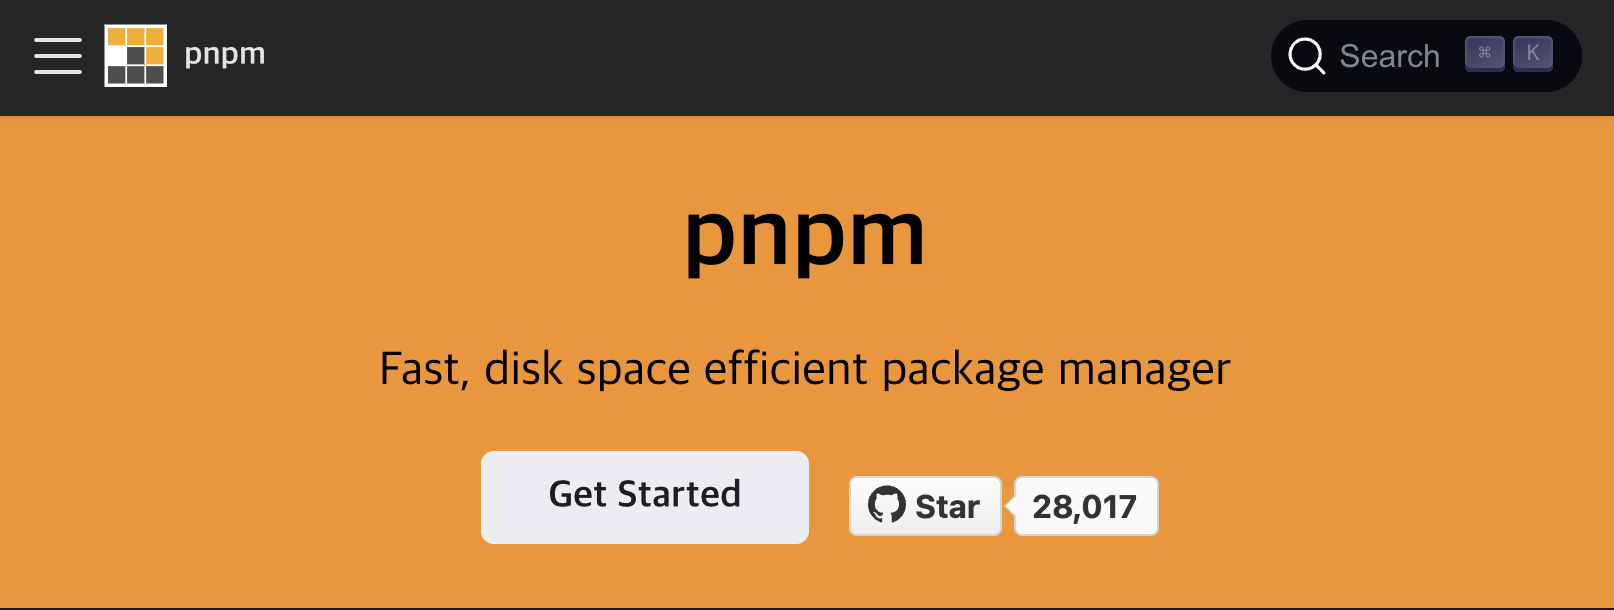 pnpm
Search ⌘ K
pnpm
Fast, disk space efficient package manager
Get Started
Star 28,017